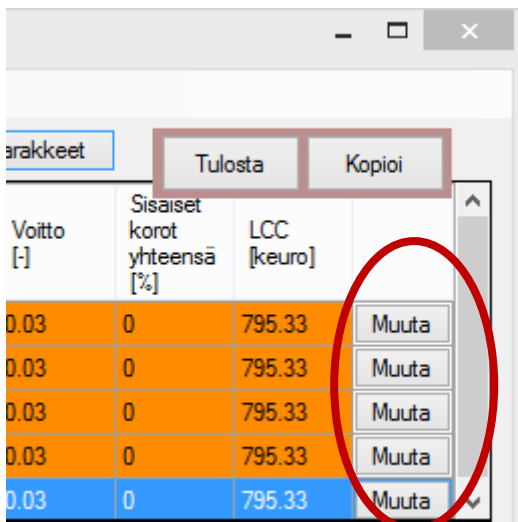 Tulosta Kopioi
Voitto
[-]
Sisäiset
korot
yhteensä
[%]
LCC
[keuro]
0.03 0 795.33 Muuta
0.03 0 795.33 Muuta
0.03 0 795.33 Muuta
0.03 0 795.33 Muuta
0.03 0 795.33 Muuta